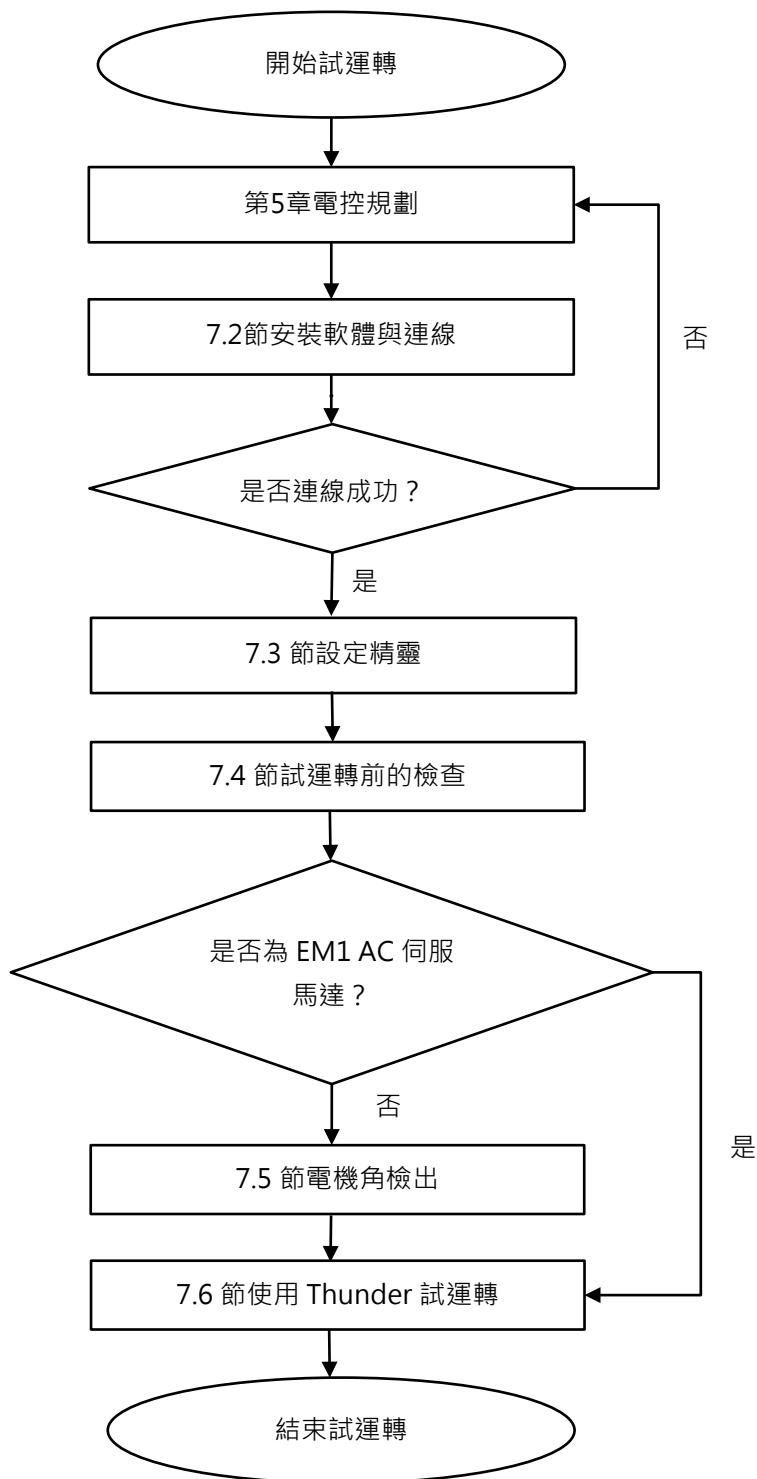 開始試運轉
第5章電控規劃
7.2節安裝軟體與連線
否
是否連線成功？
是
7.3 節設定精靈
7.4 節試運轉前的檢查
是否為 EM1 AC 伺服
馬達？
否
是
7.5 節電機角檢出
7.6 節使用 Thunder 試運轉
結束試運轉